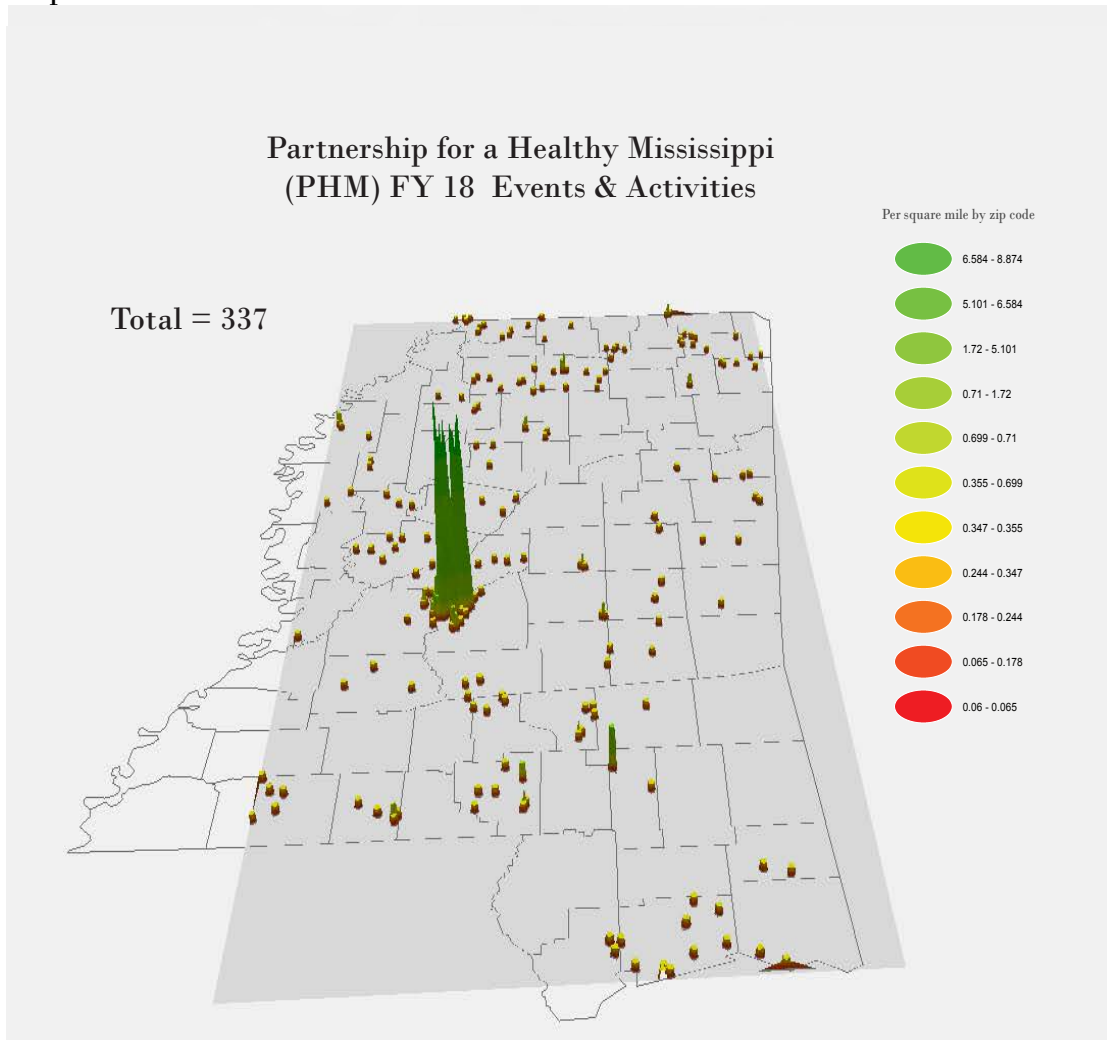 Partnership for a Healthy Mississippi
(PHM) FY 18 Events & Activities
Per square mile by zip code
6.584 - 8.874
5.101 - 6.584
1.72 - 5.101
0.71 - 1.72
0.699 - 0.71
0.355 - 0.699
0.347 - 0.355
0.244 - 0.347
0.178 - 0.244
0.065 - 0.178
0.06 - 0.065
Total = 337